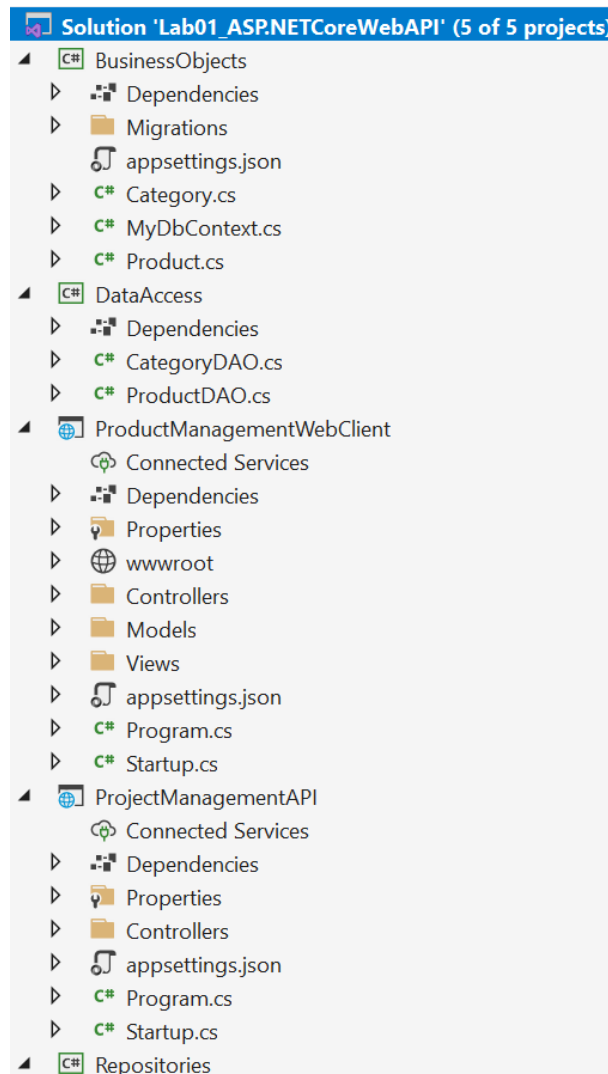 Solution 'Lab01_ASP.NETCoreWebAPI' (5 of 5 projects)
C# BusinessObjects
Dependencies
Migrations
appsettings.json
C# Category.cs
C# MyDbContext.cs
C# Product.cs
C# DataAccess
Dependencies
C# CategoryDAO.cs
C# ProductDAO.cs
ProductManagementWebClient
Connected Services
Dependencies
Properties
wwwroot
Controllers
Models
Views
appsettings.json
C# Program.cs
C# Startup.cs
ProjectManagementAPI
Connected Services
Dependencies
Properties
Controllers
appsettings.json
C# Program.cs
C# Startup.cs
C# Repositories